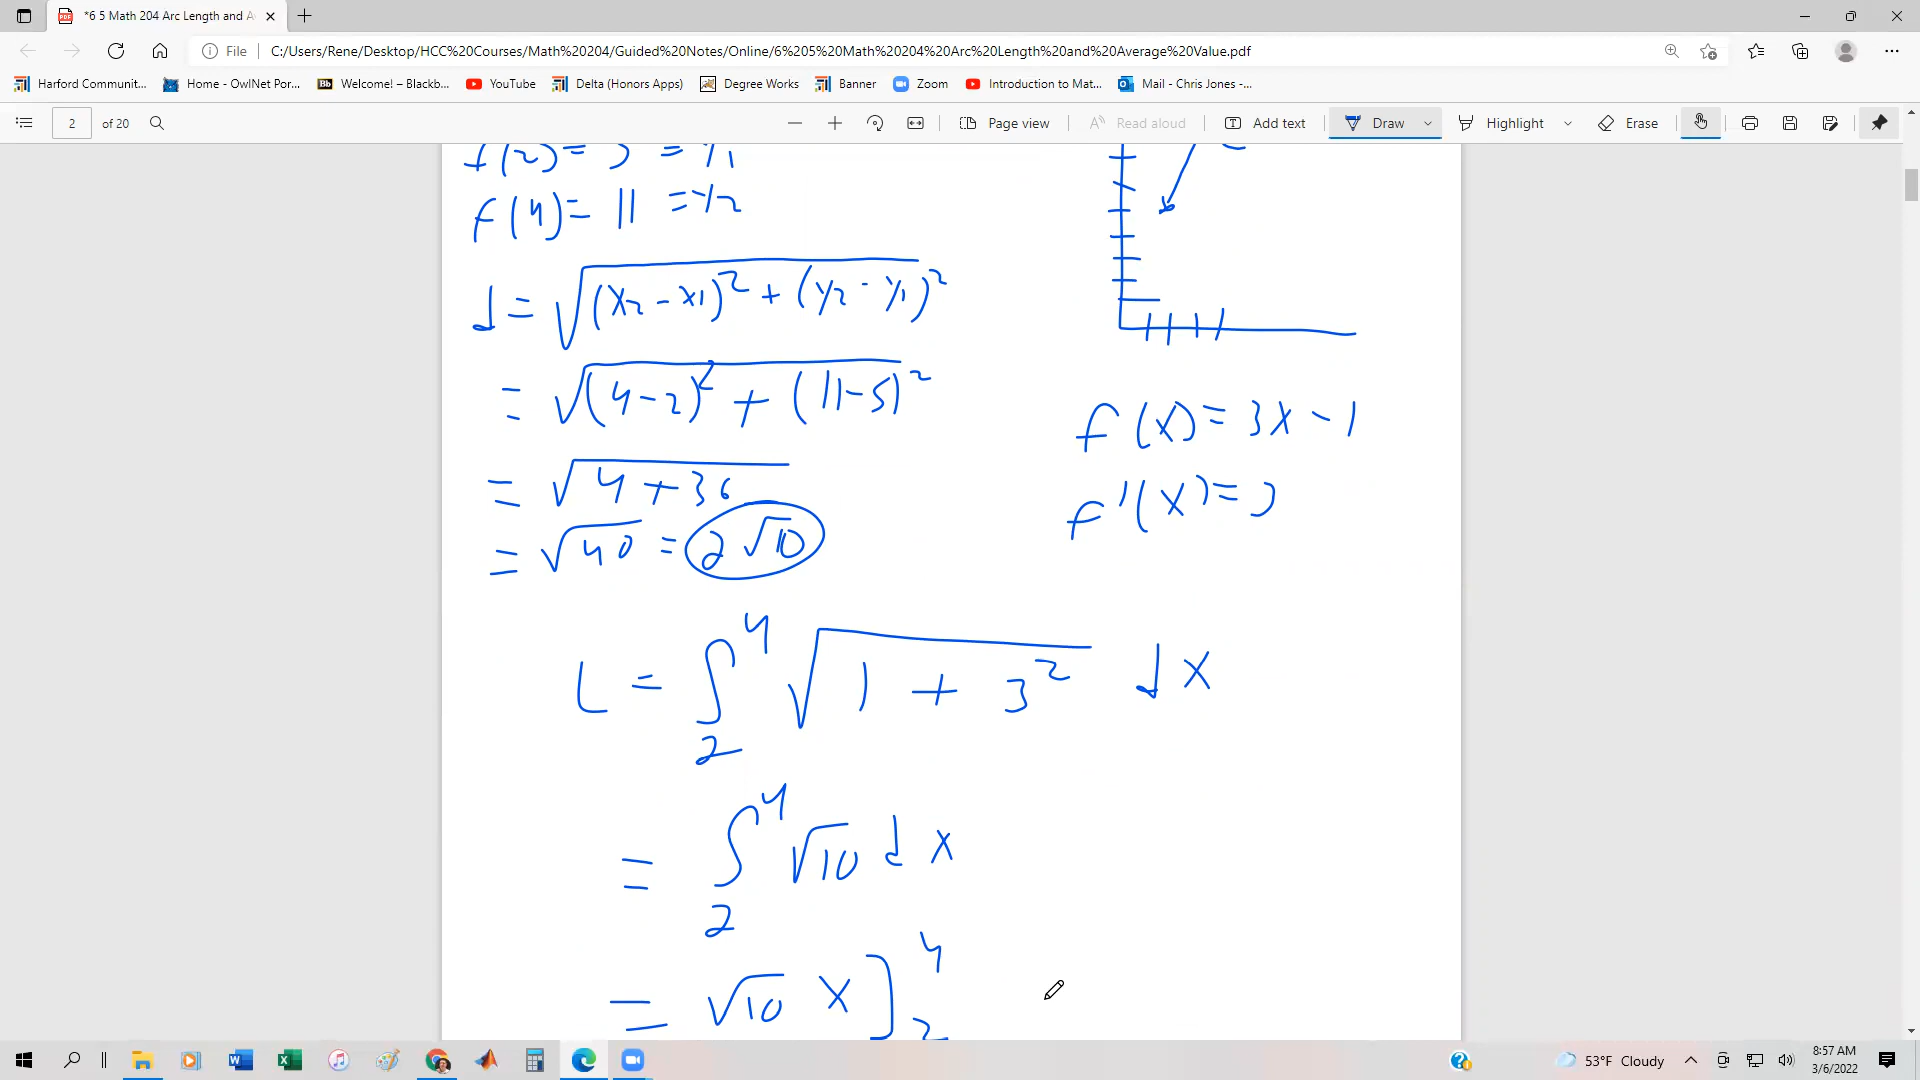 *6 5 Math 204 Arc Length and A
File C:/Users/Rene/Desktop/HCC%20Courses/Math%20204/Guided%20Notes/Online/6%205%20Math%20204%20Arc%20Length%20and%20Average%20Value.pdf
Harford Communit... Home - OwlNet Por... Welcome! – Blackb... YouTube Delta (Honors Apps) Degree Works Banner Zoom Introduction to Mat... Mail - Chris Jones -...
2 of 20 Page view Read aloud Add text Draw Highlight Erase
f(2) = 5 = y1
f(4) = 11 = y2
d = √(x2 - x1)² + (y2 - y1)²
= √(4-2)² + (11-5)²
f(x) = 3x - 1
= √4 + 36
f'(x) = 3
= √40 = 2√10
L = ∫₂⁴ √1 + 3² dx
= ∫₂⁴ √10 dx
= √10 x]₂⁴
53°F Cloudy 8:57 AM
3/6/2022